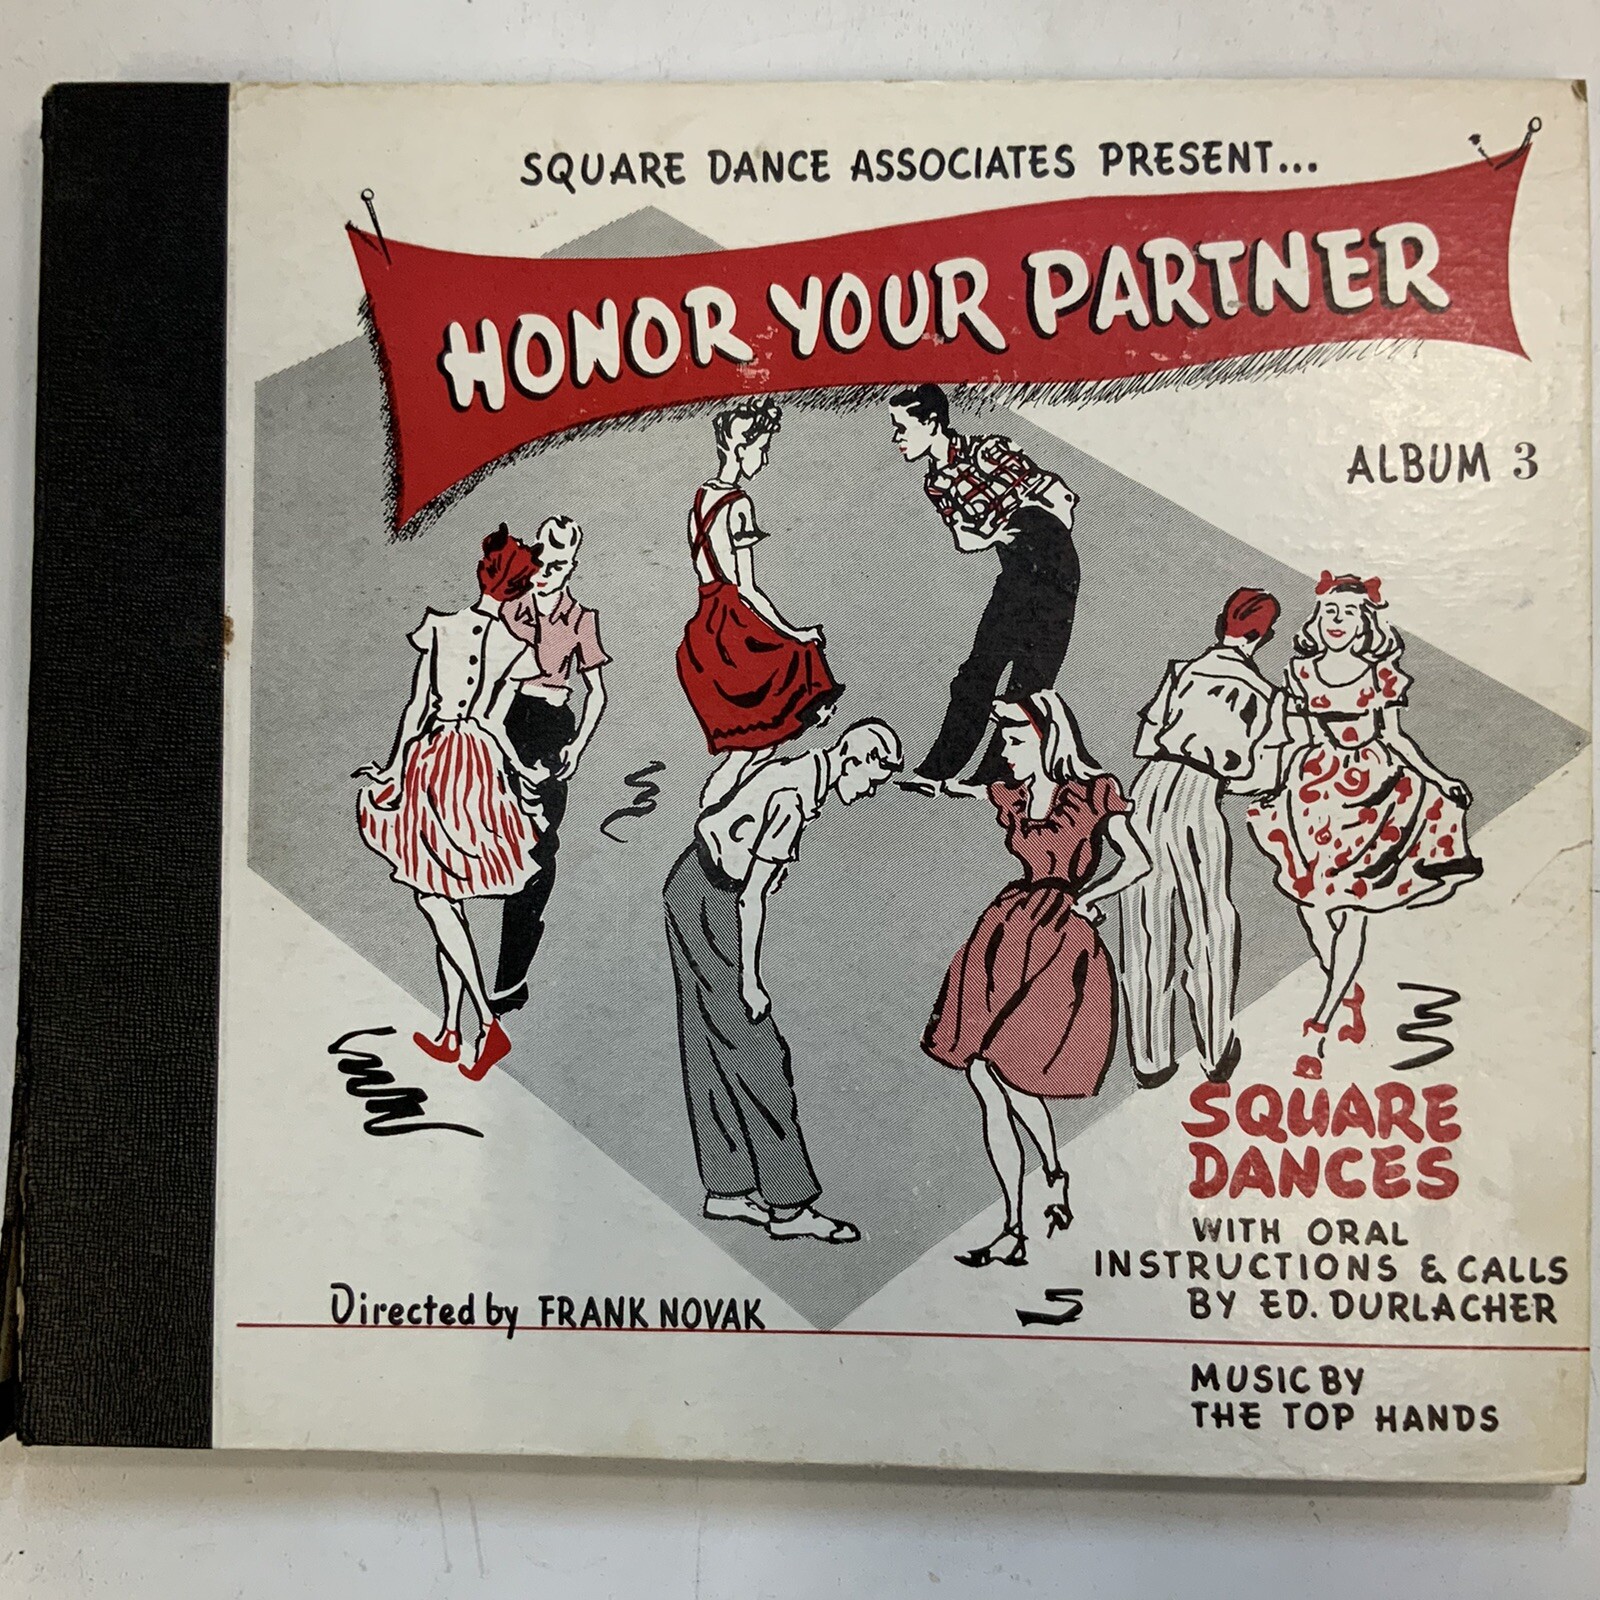 SQUARE DANCE ASSOCIATES PRESENT...
HONOR YOUR PARTNER
ALBUM 3
SQUARE
DANCES
WITH ORAL
INSTRUCTIONS & CALLS
BY ED. DURLACHER
Directed by FRANK NOVAK
MUSIC BY
THE TOP HANDS